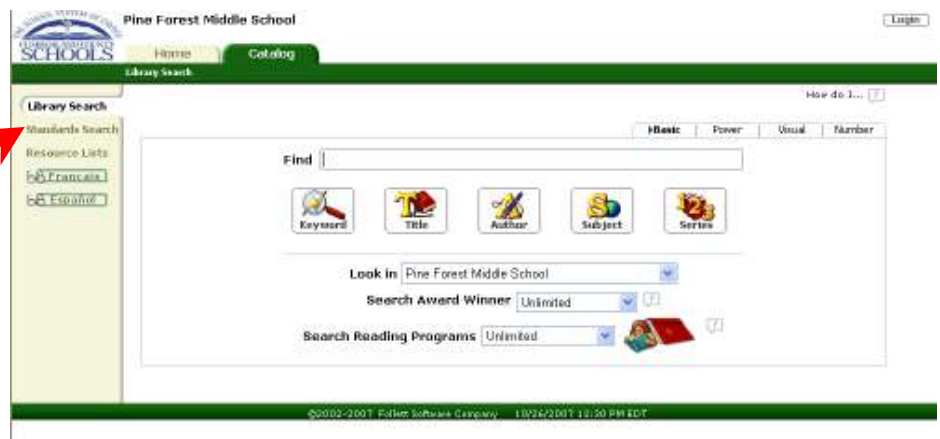 Pine Forest Middle School
Login
SCHOOLS
Home
Catalog
Library Search
How do I... [?]
Library Search
Standards Search
Resource Lists
Français
Español
Basic
Power
Visual
Number
Find
Keyword
Title
Author
Subject
Series
Look in Pine Forest Middle School
Search Award Winner Unlimited [?]
Search Reading Programs Unlimited [?]
©2002-2007 Follett Software Company 10/26/2007 12:30 PM EDT